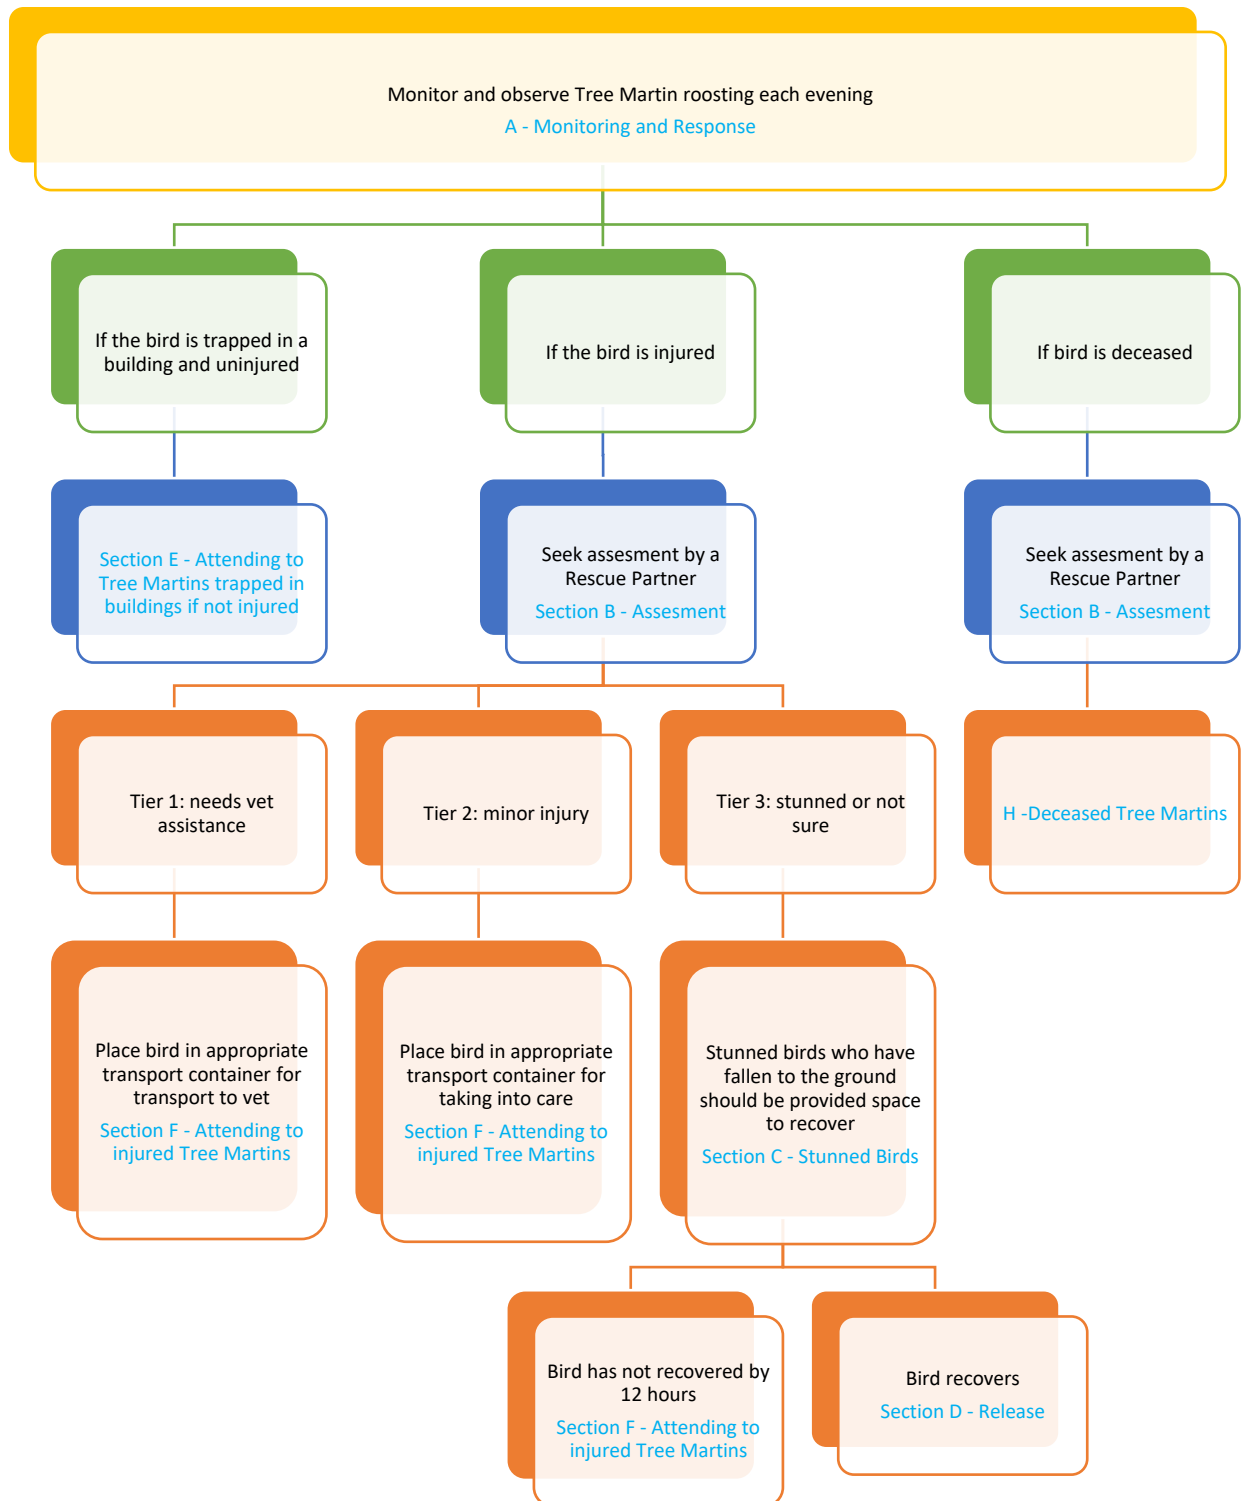 Monitor and observe Tree Martin roosting each evening
A - Monitoring and Response
If the bird is trapped in a
building and uninjured
If the bird is injured
If bird is deceased
Section E - Attending to
Tree Martins trapped in
buildings if not injured
Seek assesment by a
Rescue Partner
Section B - Assesment
Seek assesment by a
Rescue Partner
Section B - Assesment
Tier 1: needs vet
assistance
Tier 2: minor injury
Tier 3: stunned or not
sure
H -Deceased Tree Martins
Place bird in appropriate
transport container for
transport to vet
Section F - Attending to
injured Tree Martins
Place bird in appropriate
transport container for
taking into care
Section F - Attending to
injured Tree Martins
Stunned birds who have
fallen to the ground
should be provided space
to recover
Section C - Stunned Birds
Bird has not recovered by
12 hours
Section F - Attending to
injured Tree Martins
Bird recovers
Section D - Release